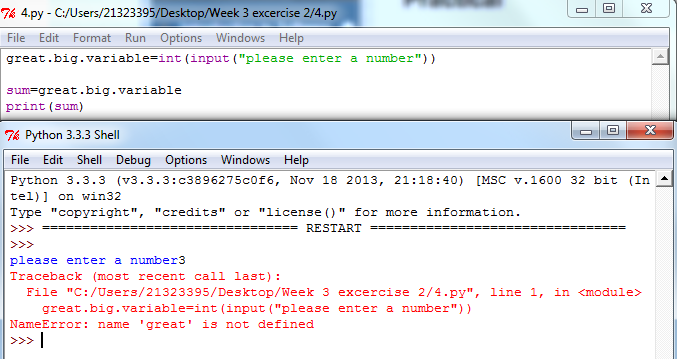 Practical
4.py - C:/Users/21323395/Desktop/Week 3 excercise 2/4.py
File Edit Format Run Options Windows Help
great.big.variable=int(input("please enter a number"))
sum=great.big.variable
print(sum)
Python 3.3.3 Shell
File Edit Shell Debug Options Windows Help
Python 3.3.3 (v3.3.3:c3896275c0f6, Nov 18 2013, 21:18:40) [MSC v.1600 32 bit (In
tel)] on win32
Type "copyright", "credits" or "license()" for more information.
>>> ================================ RESTART ================================
>>>
please enter a number3
Traceback (most recent call last):
  File "C:/Users/21323395/Desktop/Week 3 excercise 2/4.py", line 1, in <module>
    great.big.variable=int(input("please enter a number"))
NameError: name 'great' is not defined
>>>